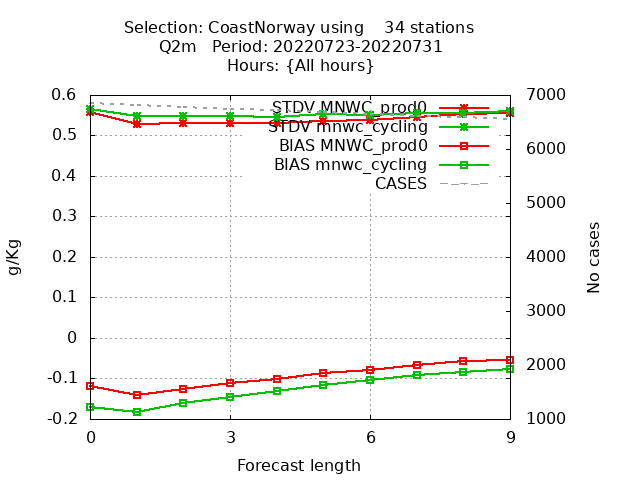 Selection: CoastNorway using 34 stations
Q2m Period: 20220723-20220731
Hours: {All hours}
0.6
0.5
0.4
0.3
0.2
0.1
0
-0.1
-0.2
g/Kg
STDV MNWC_prod0
STDV mnwc_cycling
BIAS MNWC_prod0
BIAS mnwc_cycling
CASES
7000
6000
5000
4000
3000
2000
1000
No cases
0 3 6 9
Forecast length